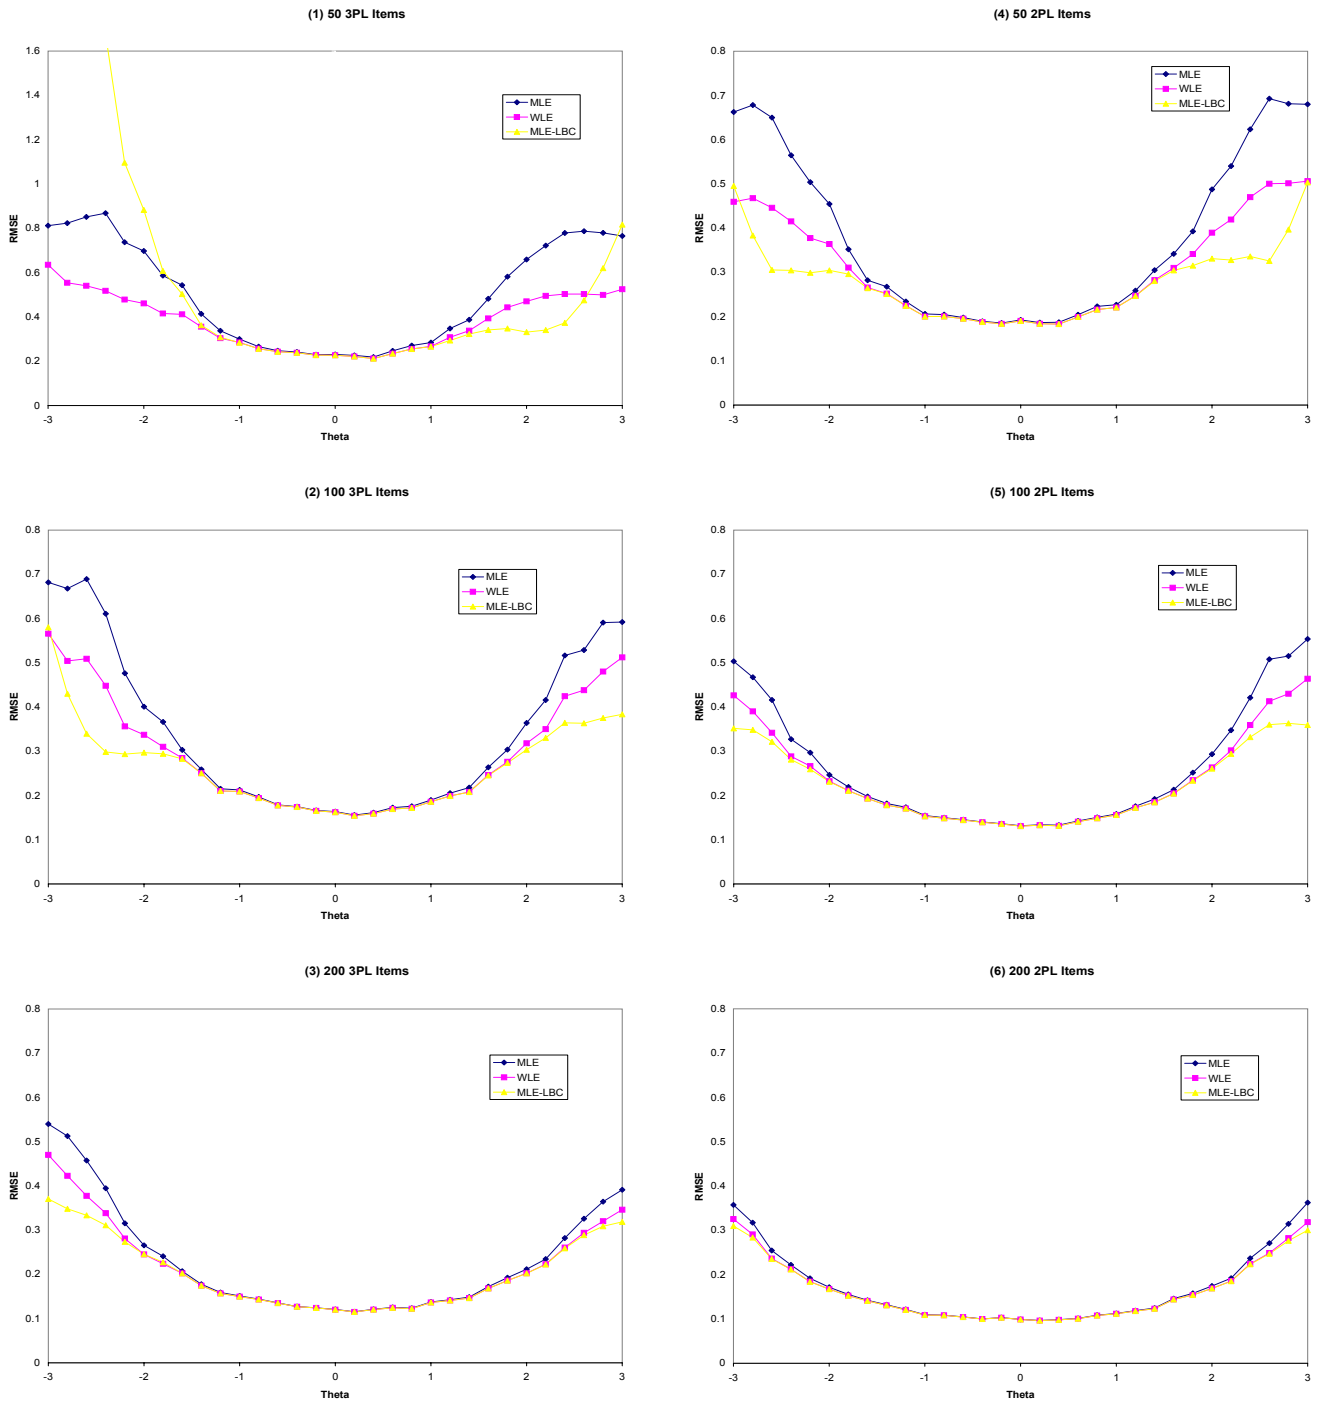 (1) 50 3PL Items
1.6
1.4
1.2
1
0.8
0.6
0.4
0.2
0
RMSE
MLE
WLE
MLE-LBC
-3 -2 -1 0 1 2 3
Theta
(4) 50 2PL Items
0.8
0.7
0.6
0.5
0.4
0.3
0.2
0.1
0
RMSE
MLE
WLE
MLE-LBC
-3 -2 -1 0 1 2 3
Theta
(2) 100 3PL Items
0.8
0.7
0.6
0.5
0.4
0.3
0.2
0.1
0
RMSE
MLE
WLE
MLE-LBC
-3 -2 -1 0 1 2 3
Theta
(5) 100 2PL Items
0.8
0.7
0.6
0.5
0.4
0.3
0.2
0.1
0
RMSE
MLE
WLE
MLE-LBC
-3 -2 -1 0 1 2 3
Theta
(3) 200 3PL Items
0.8
0.7
0.6
0.5
0.4
0.3
0.2
0.1
0
RMSE
MLE
WLE
MLE-LBC
-3 -2 -1 0 1 2 3
Theta
(6) 200 2PL Items
0.8
0.7
0.6
0.5
0.4
0.3
0.2
0.1
0
RMSE
MLE
WLE
MLE-LBC
-3 -2 -1 0 1 2 3
Theta